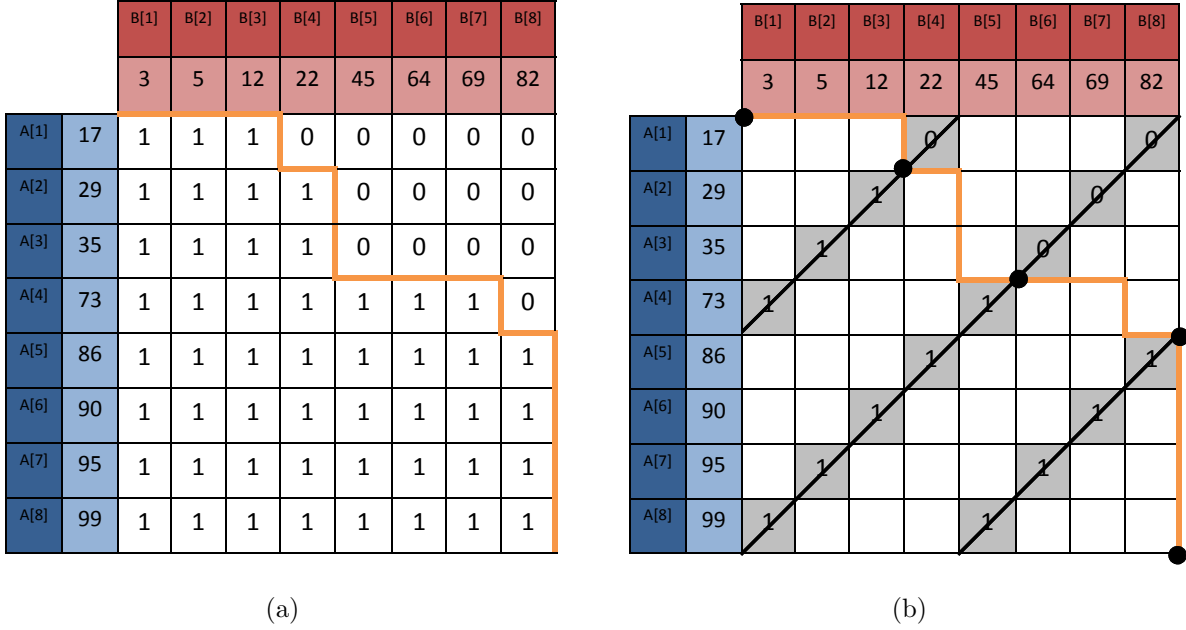 B[1] B[2] B[3] B[4] B[5] B[6] B[7] B[8]
3 5 12 22 45 64 69 82
A[1] 17 1 1 1 0 0 0 0 0
A[2] 29 1 1 1 1 0 0 0 0
A[3] 35 1 1 1 1 0 0 0 0
A[4] 73 1 1 1 1 1 1 1 0
A[5] 86 1 1 1 1 1 1 1 1
A[6] 90 1 1 1 1 1 1 1 1
A[7] 95 1 1 1 1 1 1 1 1
A[8] 99 1 1 1 1 1 1 1 1
(a)
B[1] B[2] B[3] B[4] B[5] B[6] B[7] B[8]
3 5 12 22 45 64 69 82
A[1] 17 0 0
A[2] 29 1 0
A[3] 35 1 0
A[4] 73 1 1
A[5] 86 1 1
A[6] 90 1 1
A[7] 95 1 1
A[8] 99 1 1
(b)